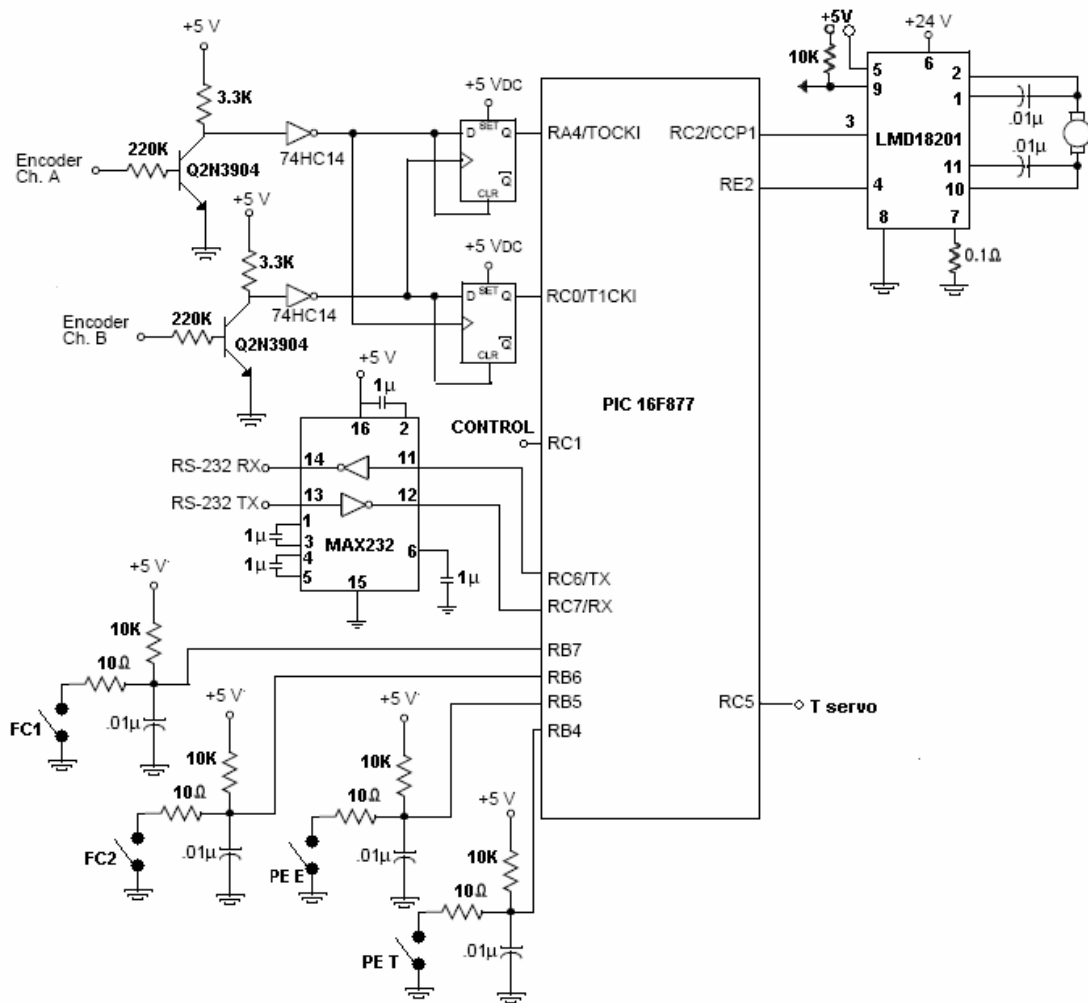 +5 V
3.3K
220K
Encoder
Ch. A
Q2N3904
74HC14
+5 V
3.3K
220K
Encoder
Ch. B
Q2N3904
74HC14
+5 VDC
D SET Q
Q
CLR
+5 VDC
D SET Q
Q
CLR
RA4/TOCKI
RC0/T1CKI
PIC 16F877
RC2/CCP1
RE2
+5V
10K
+24 V
5
6
2
9
1
3
LMD18201
4
11
10
8
7
.01µ
.01µ
0.1Ω
CONTROL
RC1
+5 V
1µ
16
2
RS-232 RX
14
11
RS-232 TX
13
12
1µ
1
3
MAX232
6
1µ
4
5
15
1µ
RC6/TX
RC7/RX
RB7
RB6
RB5
RB4
RC5
T servo
+5 V
10K
10Ω
.01µ
FC1
+5 V
10K
10Ω
.01µ
FC2
+5 V
10K
10Ω
.01µ
PE E
+5 V
10K
10Ω
.01µ
PE T